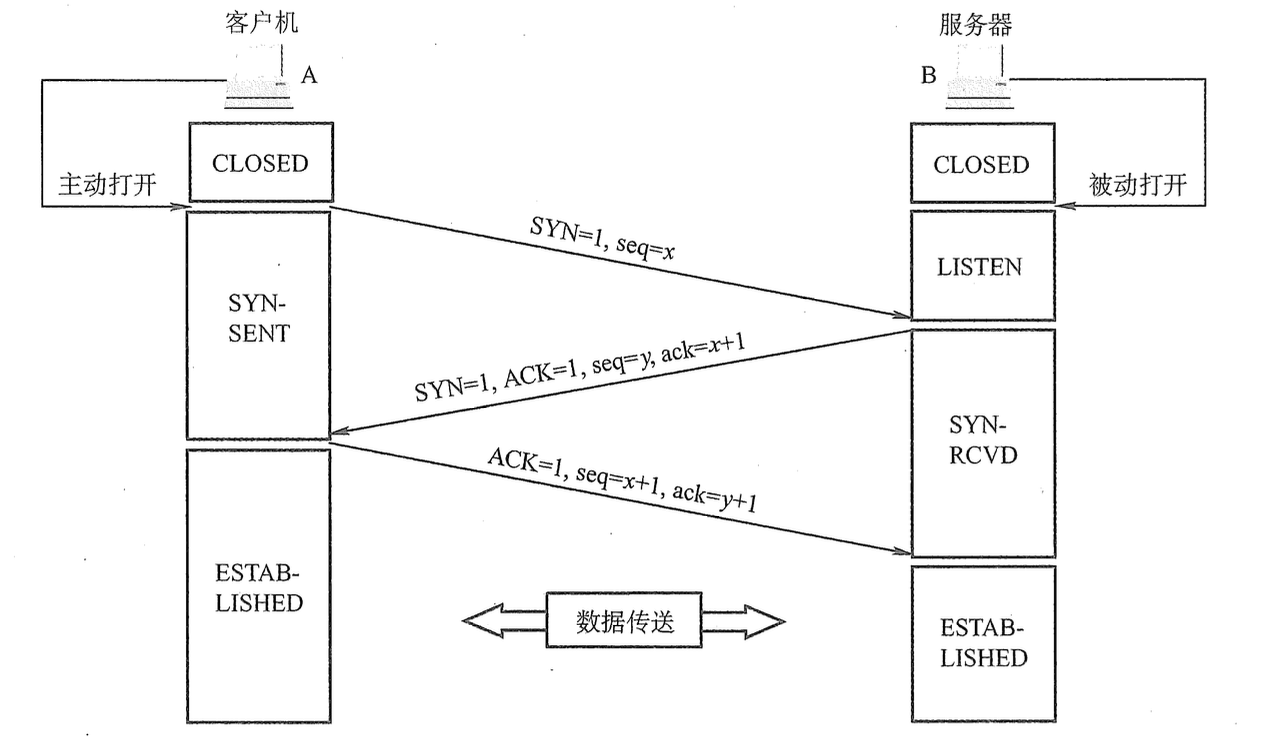 客户机
服务器
A
B
CLOSED
CLOSED
主动打开
被动打开
SYN=1, seq=x
LISTEN
SYN-
SENT
SYN=1, ACK=1, seq=y, ack=x+1
SYN-
RCVD
ACK=1, seq=x+1, ack=y+1
ESTAB-
LISHED
数据传送
ESTAB-
LISHED